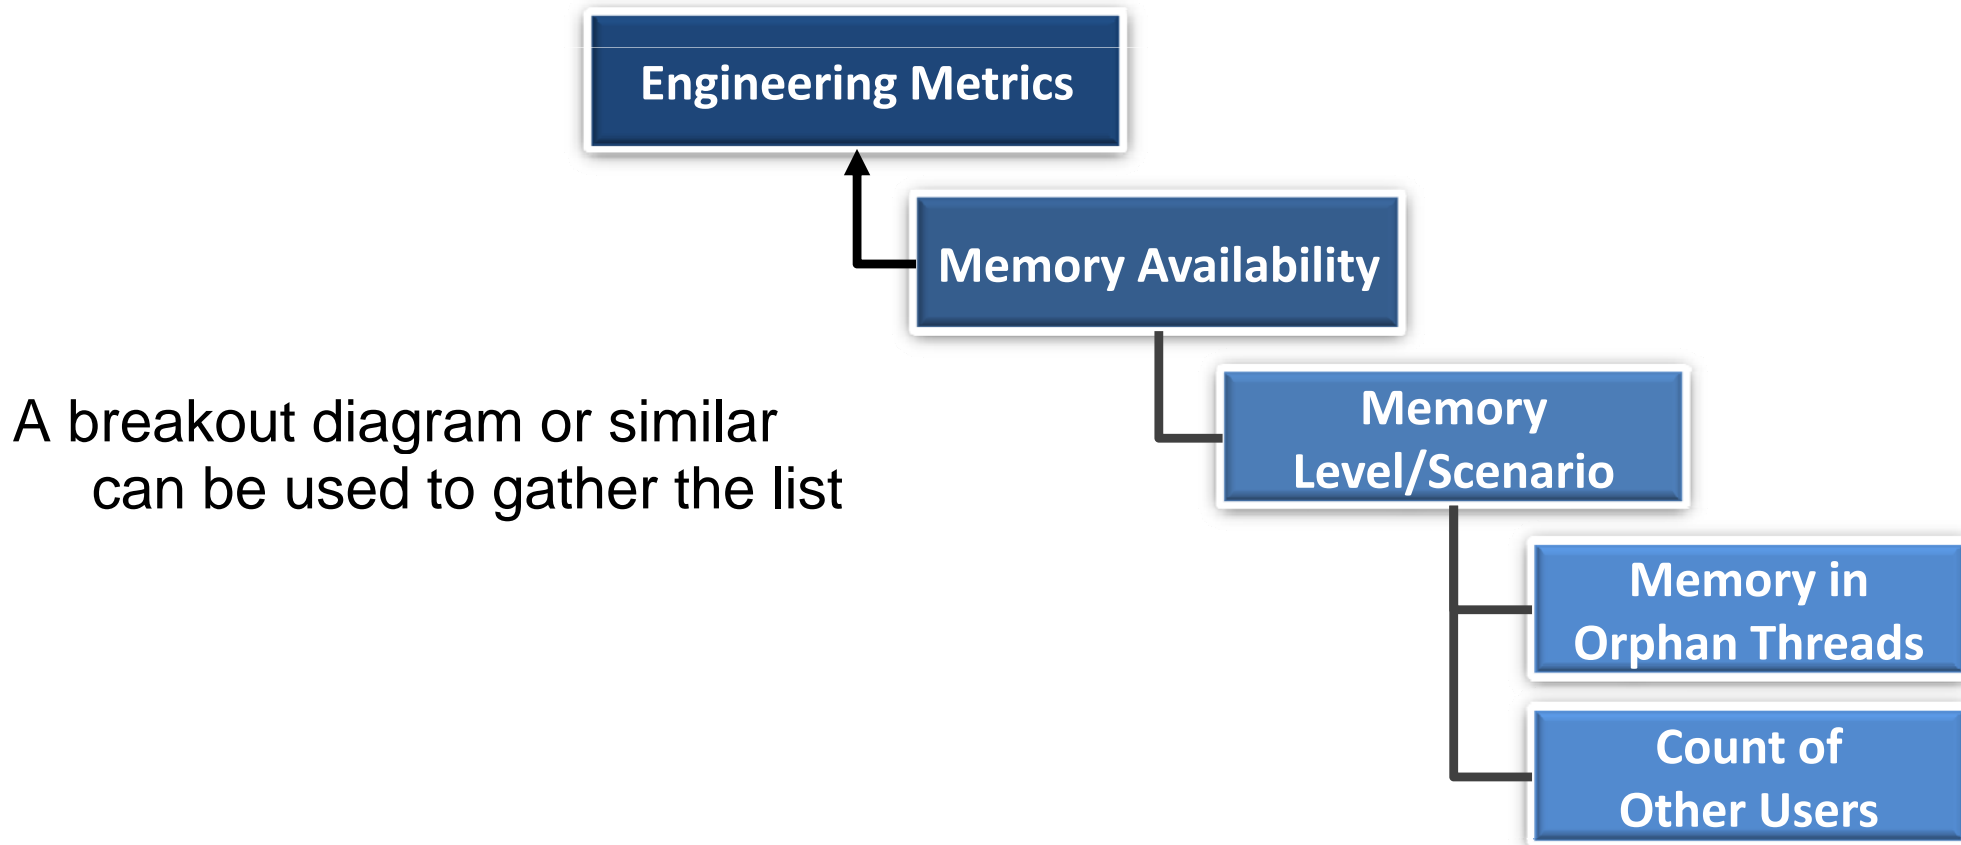 Engineering Metrics
Memory Availability
A breakout diagram or similar
can be used to gather the list
Memory
Level/Scenario
Memory in
Orphan Threads
Count of
Other Users